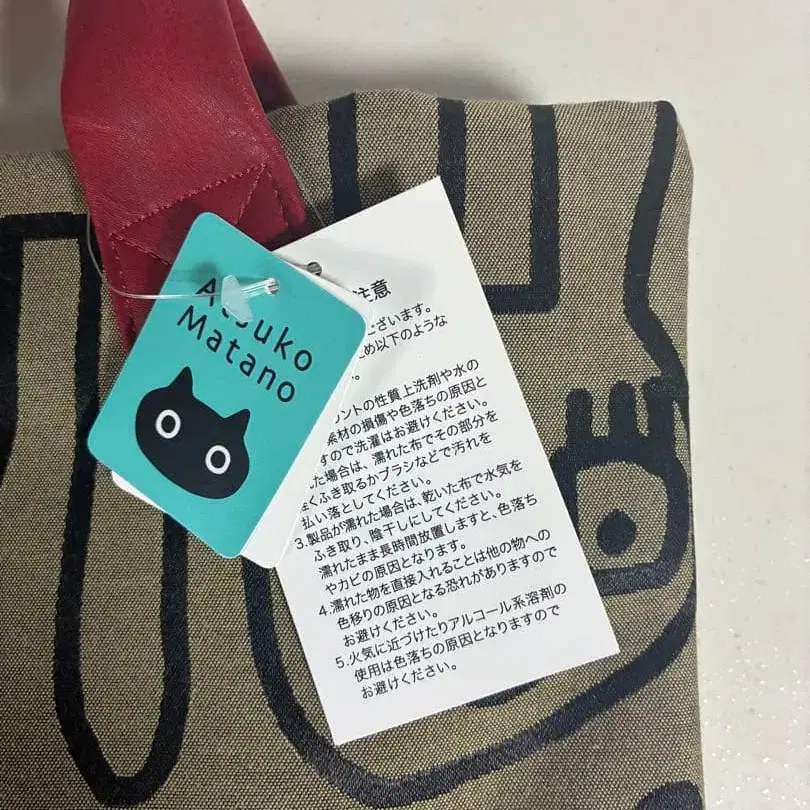 Atsuko
Matano
注意
ございます。
ため以下のような
い。
ントの性質上洗剤や水の
素材の損傷や色落ちの原因と
すので洗濯はお避けください。
れた場合は、濡れた布でその部分を
軽くふき取るかブラシなどで汚れを
払い落としてください。
3.製品が濡れた場合は、乾いた布で水気を
ふき取り、陰干しにしてください。
濡れたまま長時間放置しますと、色落ち
やカビの原因となります。
4.濡れた物を直接入れることは他の物への
色移りの原因となる恐れがありますので
お避けください。
5.火気に近づけたりアルコール系溶剤の
使用は色落ちの原因となりますので
お避けください。